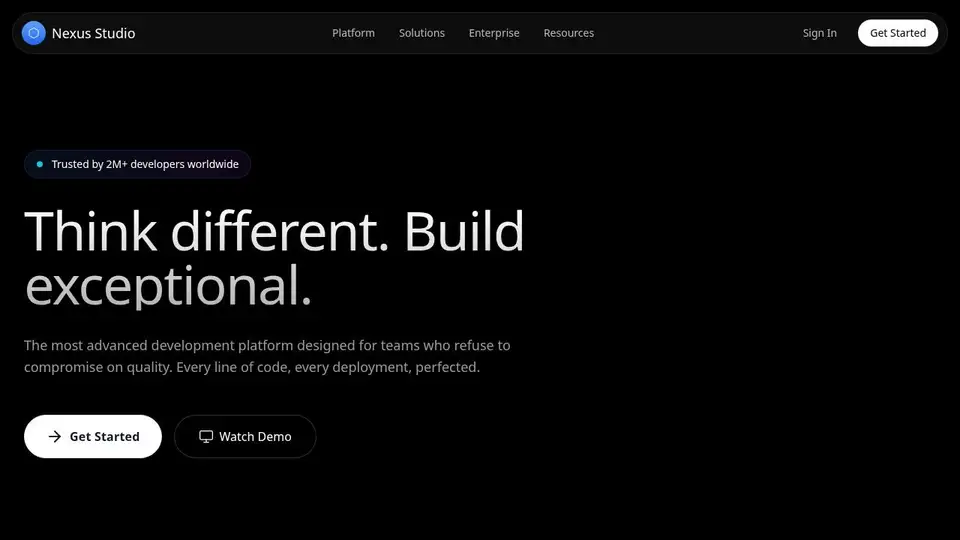 Nexus Studio
Platform
Solutions
Enterprise
Resources
Sign In
Get Started
Trusted by 2M+ developers worldwide
Think different. Build
exceptional.
The most advanced development platform designed for teams who refuse to
compromise on quality. Every line of code, every deployment, perfected.
Get Started
Watch Demo